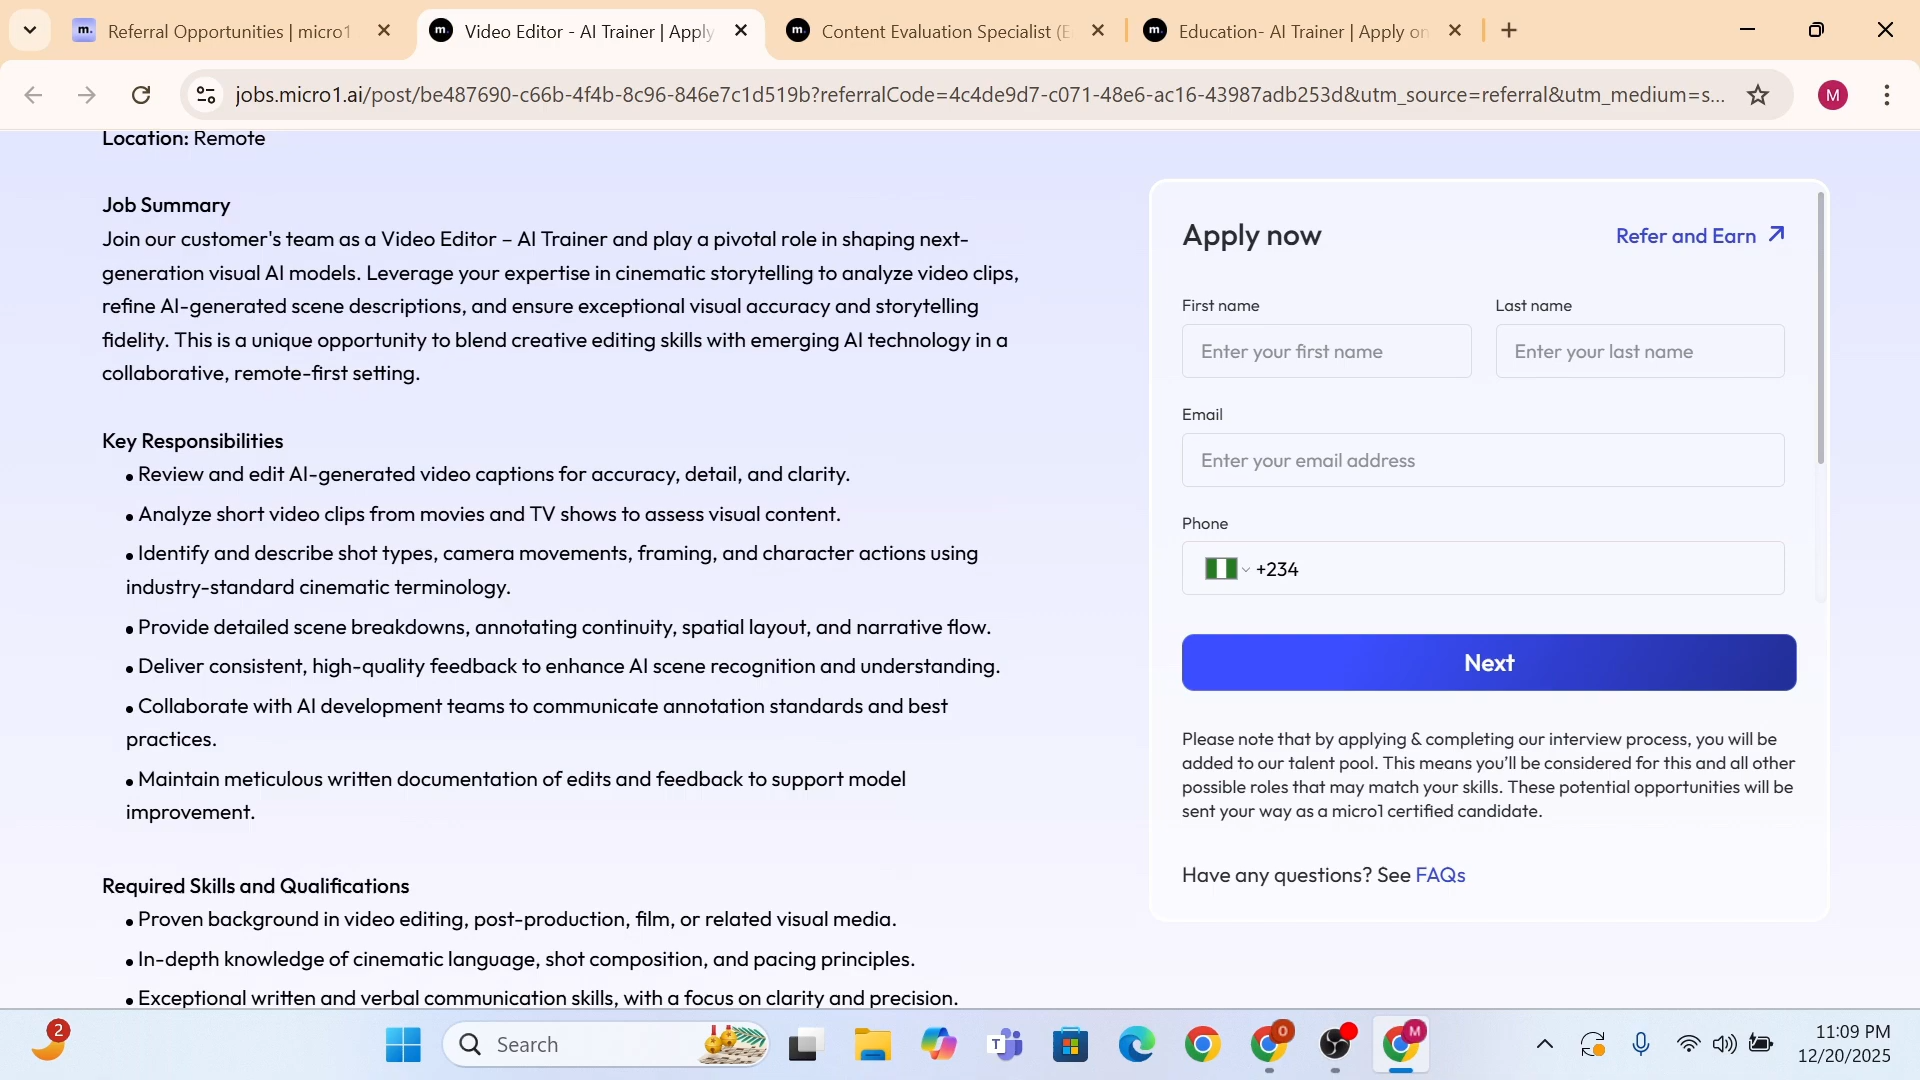 Referral Opportunities | micro1
Video Editor - AI Trainer | Apply
Content Evaluation Specialist (E
Education- AI Trainer | Apply on
jobs.micro1.ai/post/be487690-c66b-4f4b-8c96-846e7c1d519b?referralCode=4c4de9d7-c071-48e6-ac16-43987adb253d&utm_source=referral&utm_medium=s...
M
Location: Remote
Job Summary
Join our customer's team as a Video Editor – AI Trainer and play a pivotal role in shaping next-
generation visual AI models. Leverage your expertise in cinematic storytelling to analyze video clips,
refine AI-generated scene descriptions, and ensure exceptional visual accuracy and storytelling
fidelity. This is a unique opportunity to blend creative editing skills with emerging AI technology in a
collaborative, remote-first setting.
Key Responsibilities
• Review and edit AI-generated video captions for accuracy, detail, and clarity.
• Analyze short video clips from movies and TV shows to assess visual content.
• Identify and describe shot types, camera movements, framing, and character actions using
industry-standard cinematic terminology.
• Provide detailed scene breakdowns, annotating continuity, spatial layout, and narrative flow.
• Deliver consistent, high-quality feedback to enhance AI scene recognition and understanding.
• Collaborate with AI development teams to communicate annotation standards and best
practices.
• Maintain meticulous written documentation of edits and feedback to support model
improvement.
Required Skills and Qualifications
• Proven background in video editing, post-production, film, or related visual media.
• In-depth knowledge of cinematic language, shot composition, and pacing principles.
• Exceptional written and verbal communication skills, with a focus on clarity and precision.
Apply now
Refer and Earn
First name
Last name
Enter your first name
Enter your last name
Email
Enter your email address
Phone
+234
Next
Please note that by applying & completing our interview process, you will be
added to our talent pool. This means you'll be considered for this and all other
possible roles that may match your skills. These potential opportunities will be
sent your way as a micro1 certified candidate.
Have any questions? See FAQs
2
Search
T
O
M
11:09 PM
12/20/2025